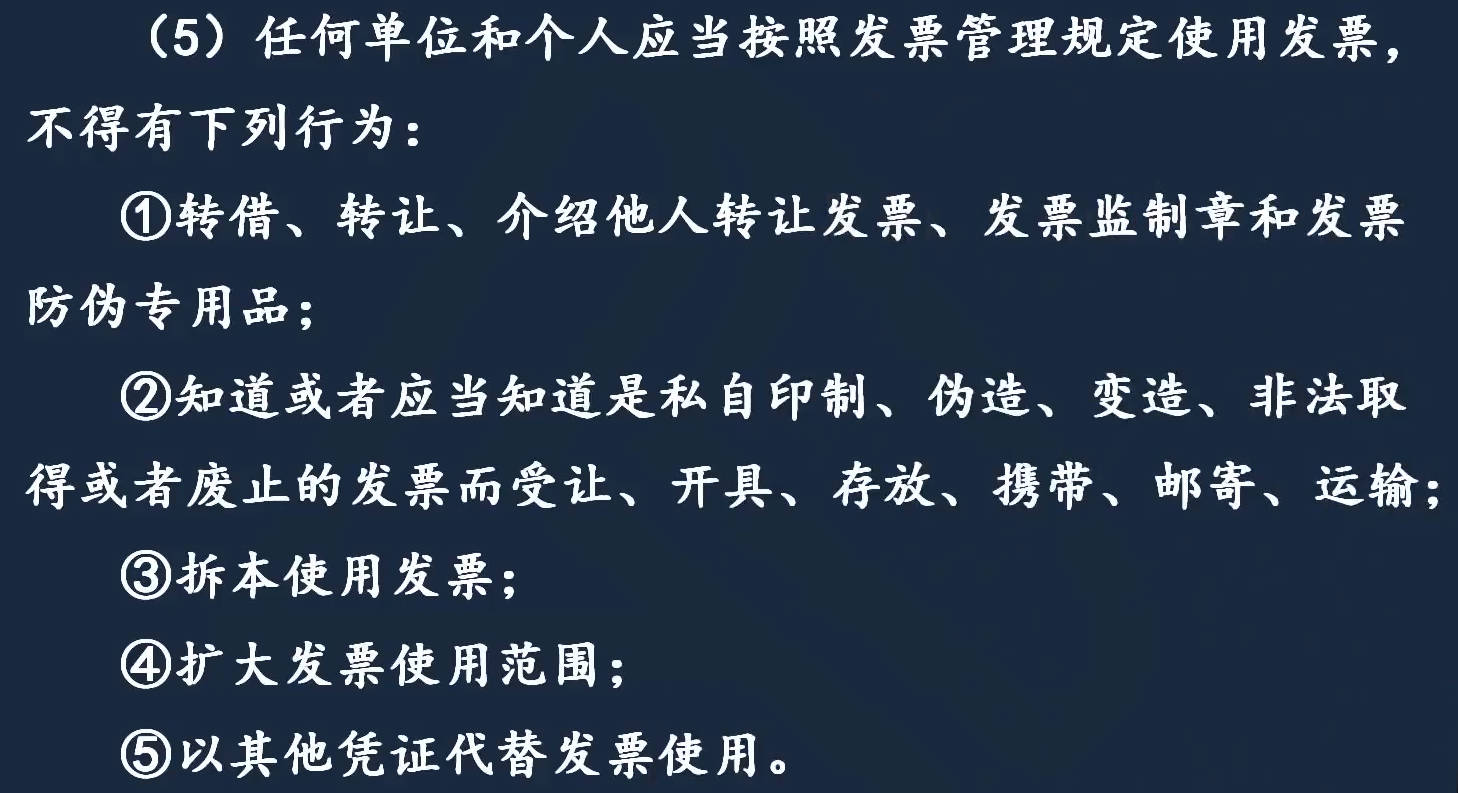 （5）任何单位和个人应当按照发票管理规定使用发票，
不得有下列行为：
①转借、转让、介绍他人转让发票、发票监制章和发票
防伪专用品；
②知道或者应当知道是私自印制、伪造、变造、非法取
得或者废止的发票而受让、开具、存放、携带、邮寄、运输；
③拆本使用发票；
④扩大发票使用范围；
⑤以其他凭证代替发票使用。